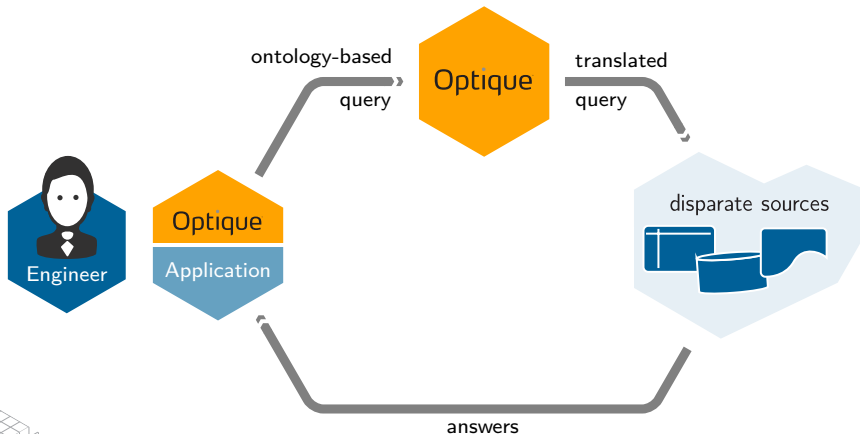 ontology-based
query
Optique
translated
query
Optique
Application
Engineer
disparate sources
answers